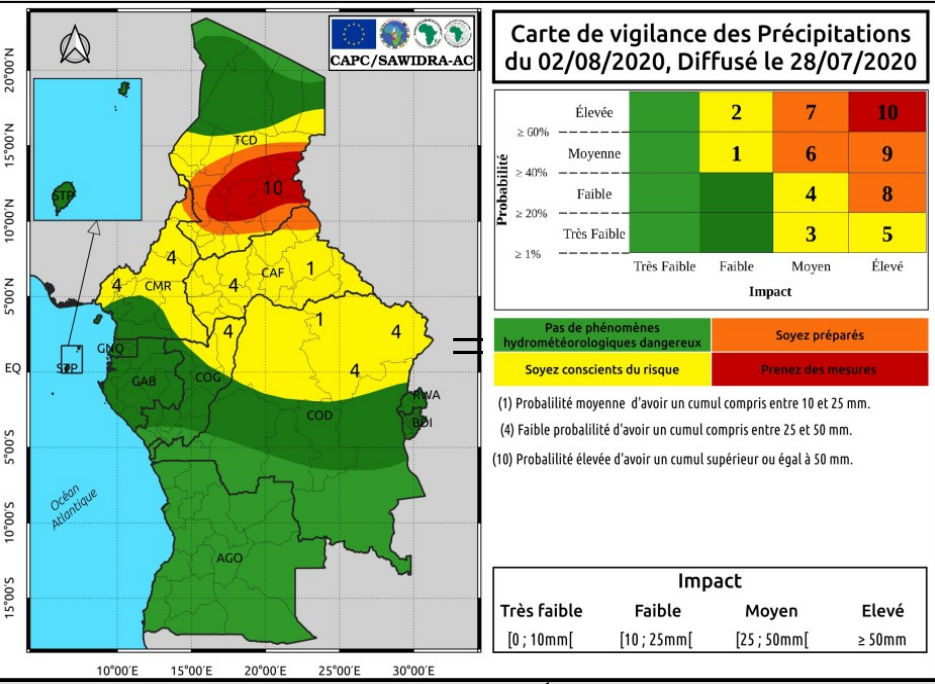 CAPC/SAWIDRA-AC
Carte de vigilance des Précipitations
du 02/08/2020, Diffusé le 28/07/2020
20°00'N
15°00'N
10°00'N
5°00'N
EQ
5°00'S
10°00'S
15°00'S
10°00'E
15°00'E
20°00'E
25°00'E
30°00'E
STP
TCD
10
4
4
CMR
4
CAF
1
4
1
4
4
GNQ
STP
GAB
COG
COD
RWA
BDI
AGO
Océan
Atlantique
=
Probabilité
Élevée
2
7
10
≥ 60%
Moyenne
1
6
9
≥ 40%
Faible
4
8
≥ 20%
Très Faible
3
5
≥ 1%
Très Faible
Faible
Moyen
Élevé
Impact
Pas de phénomènes
hydrométéorologiques dangereux
Soyez préparés
Soyez conscients du risque
Prenez des mesures
(1) Probalilité moyenne d'avoir un cumul compris entre 10 et 25 mm.
(4) Faible probalilité d'avoir un cumul compris entre 25 et 50 mm.
(10) Probalilité élevée d'avoir un cumul supérieur ou égal à 50 mm.
Impact
Très faible Faible Moyen Elevé
[0 ; 10mm[ [10 ; 25mm[ [25 ; 50mm[ ≥ 50mm